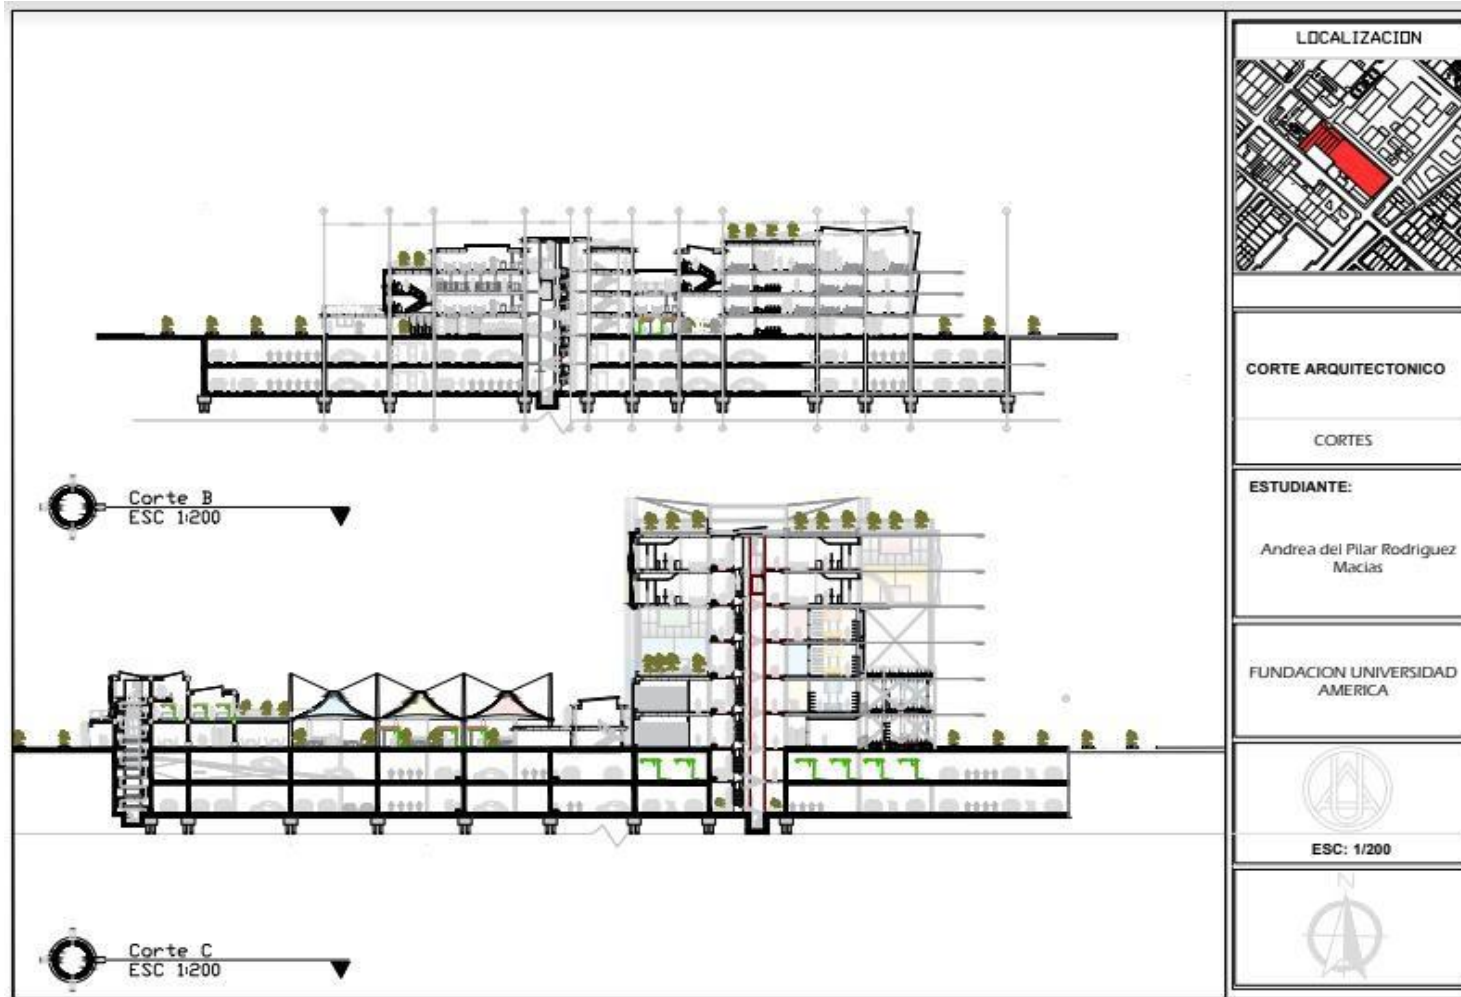 LOCALIZACION
CORTE ARQUITECTONICO
CORTES
ESTUDIANTE:
Andrea del Pilar Rodriguez
Macias
FUNDACION UNIVERSIDAD
AMERICA
ESC: 1/200
N
Corte B
ESC 1:200
Corte C
ESC 1:200